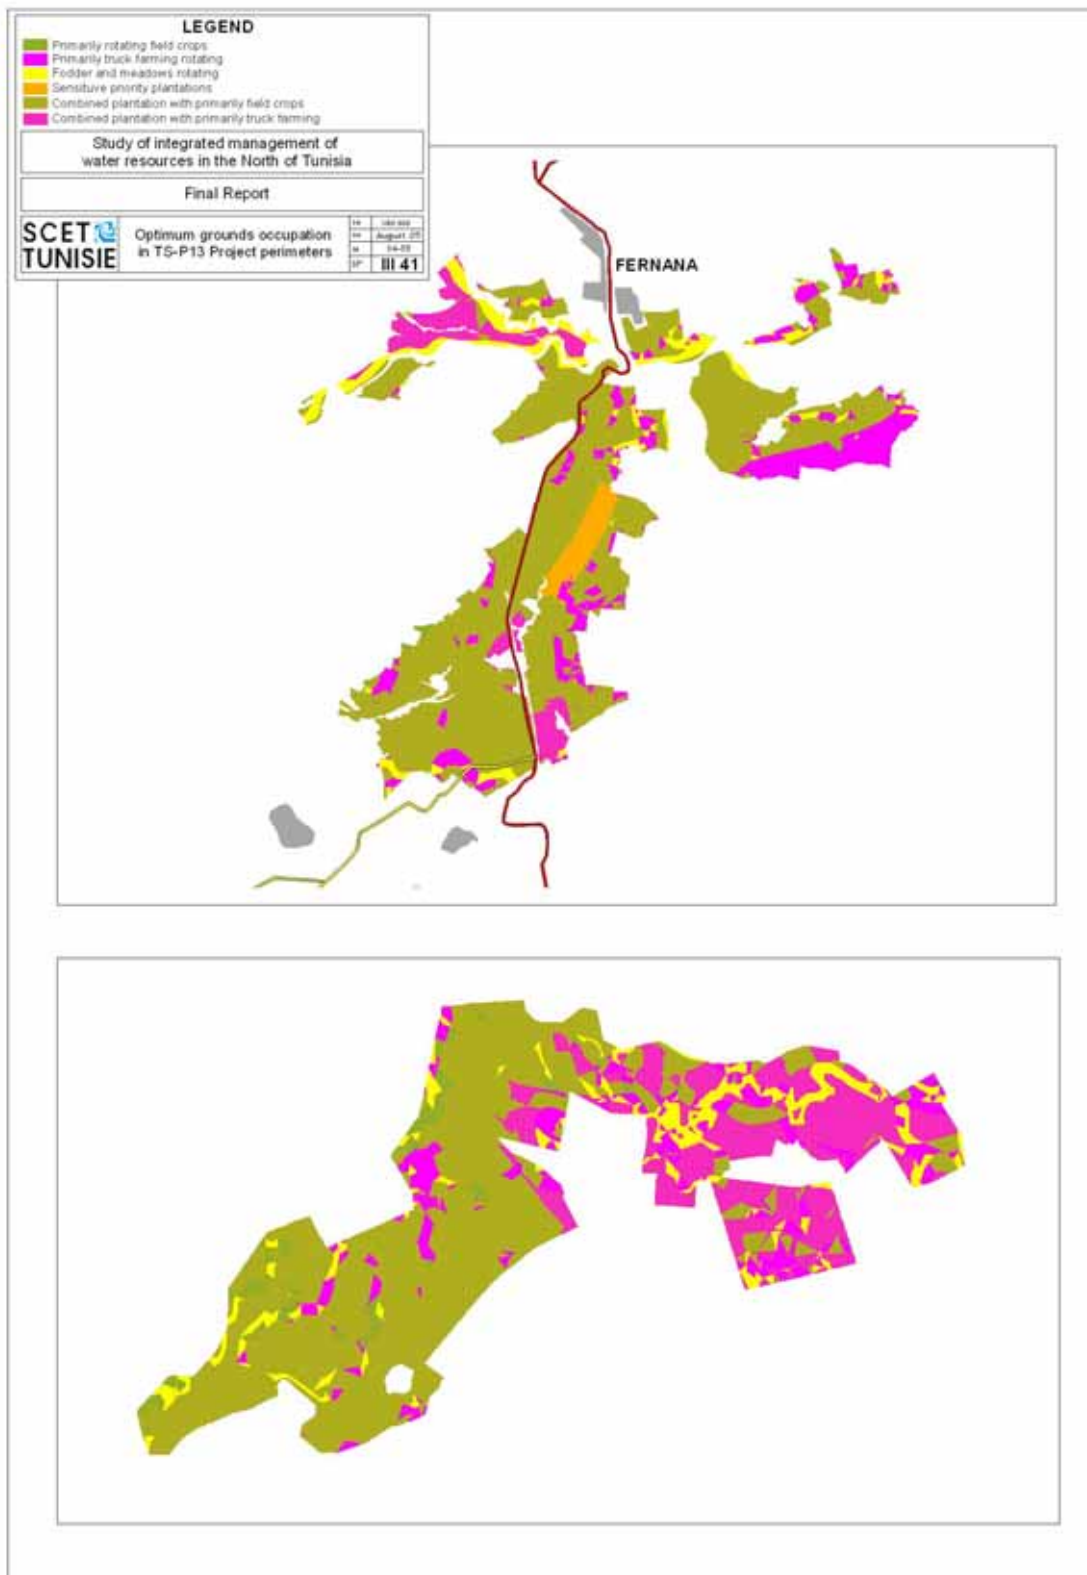 LEGEND
Primarily rotating field crops
Primarily truck farming rotating
Fodder and meadows rotating
Sensituve priority plantations
Combined plantation with primarily field crops
Combined plantation with primarily truck farming
Study of integrated management of
water resources in the North of Tunisia
Final Report
SCET
TUNISIE
Optimum grounds occupation
in TS-P13 Project perimeters
August
III 41
FERNANA